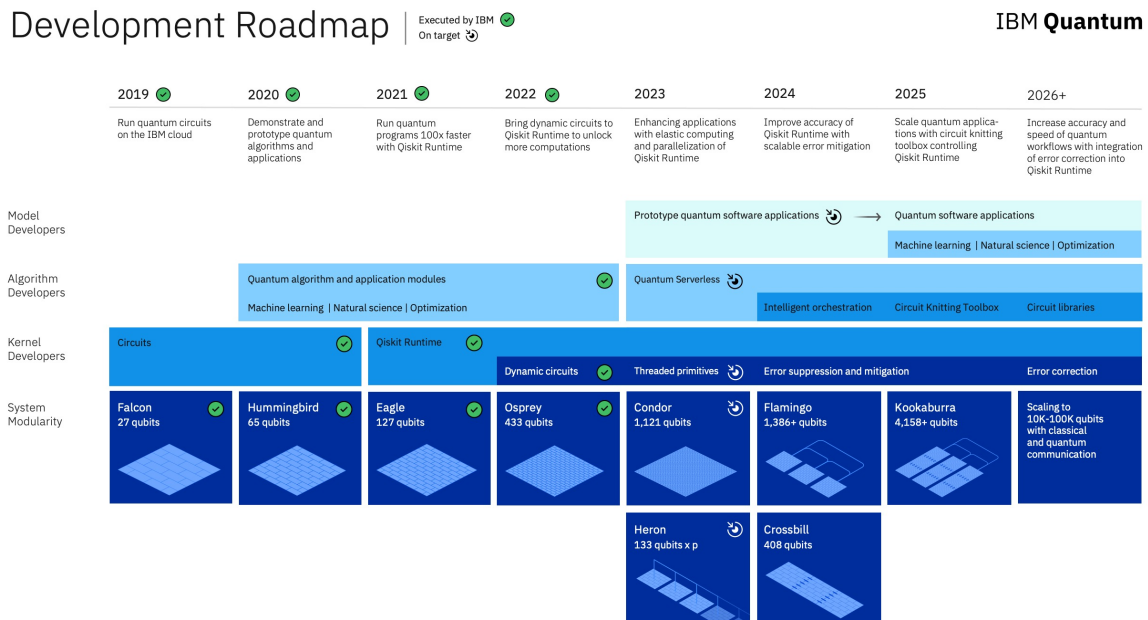 Development Roadmap
Executed by IBM
On target
IBM Quantum
2019
2020
2021
2022
2023
2024
2025
2026+
Run quantum circuits
on the IBM cloud
Demonstrate and
prototype quantum
algorithms and
applications
Run quantum
programs 100x faster
with Qiskit Runtime
Bring dynamic circuits to
Qiskit Runtime to unlock
more computations
Enhancing applications
with elastic computing
and parallelization of
Qiskit Runtime
Improve accuracy of
Qiskit Runtime with
scalable error mitigation
Scale quantum applica-
tions with circuit knitting
toolbox controlling
Qiskit Runtime
Increase accuracy and
speed of quantum
workflows with integration
of error correction into
Qiskit Runtime
Model
Developers
Prototype quantum software applications
Quantum software applications
Machine learning | Natural science | Optimization
Algorithm
Developers
Quantum algorithm and application modules
Machine learning | Natural science | Optimization
Quantum Serverless
Intelligent orchestration
Circuit Knitting Toolbox
Circuit libraries
Kernel
Developers
Circuits
Qiskit Runtime
Dynamic circuits
Threaded primitives
Error suppression and mitigation
Error correction
System
Modularity
Falcon
27 qubits
Hummingbird
65 qubits
Eagle
127 qubits
Osprey
433 qubits
Condor
1,121 qubits
Flamingo
1,386+ qubits
Kookaburra
4,158+ qubits
Scaling to
10K-100K qubits
with classical
and quantum
communication
Heron
133 qubits x p
Crossbill
408 qubits